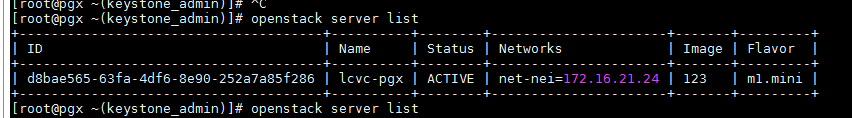 [root@pgx ~(keystone_admin)]# ^C
[root@pgx ~(keystone_admin)]# openstack server list
+--------------------------------------+----------+--------+-----------------------+-------+---------+
| ID                                   | Name     | Status | Networks              | Image | Flavor  |
+--------------------------------------+----------+--------+-----------------------+-------+---------+
| d8bae565-63fa-4df6-8e90-252a7a85f286 | lcvc-pgx | ACTIVE | net-nei=172.16.21.24 | 123   | m1.mini |
+--------------------------------------+----------+--------+-----------------------+-------+---------+
[root@pgx ~(keystone_admin)]# openstack server list